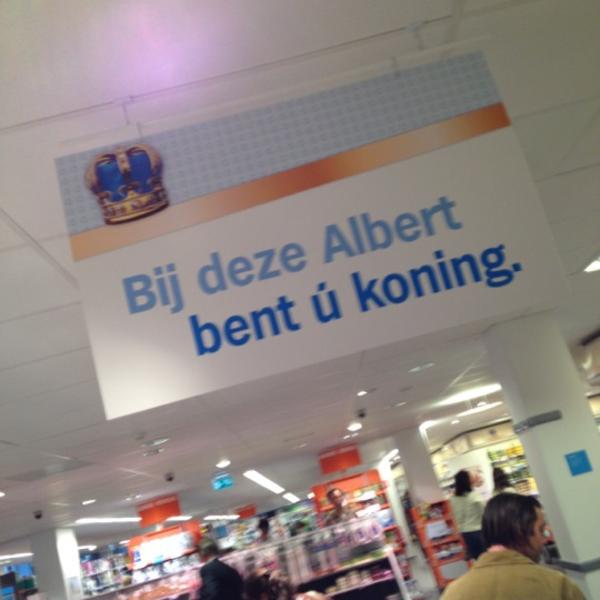 Bij deze Albert
bent ú koning.